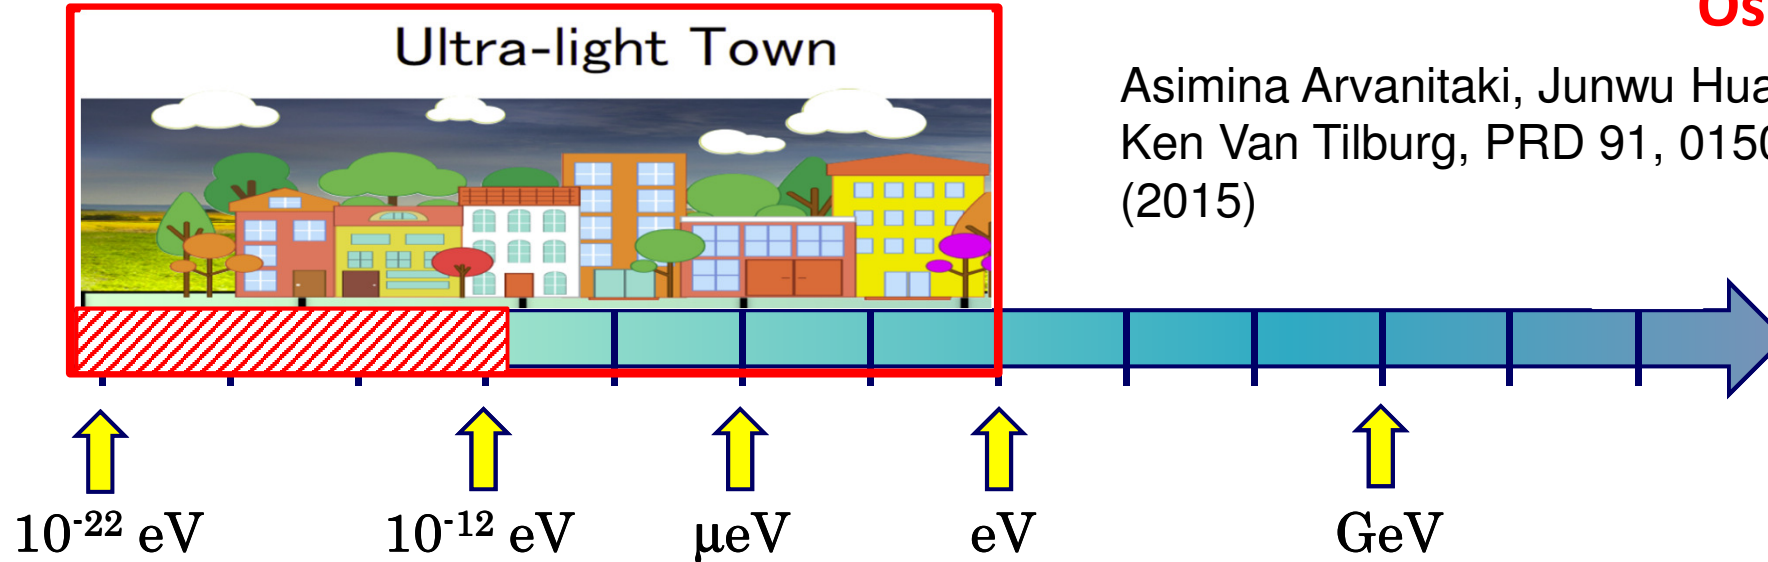 Os
Ultra-light Town
Asimina Arvanitaki, Junwu Hua
Ken Van Tilburg, PRD 91, 0150
(2015)
10⁻²² eV 10⁻¹² eV μeV eV GeV